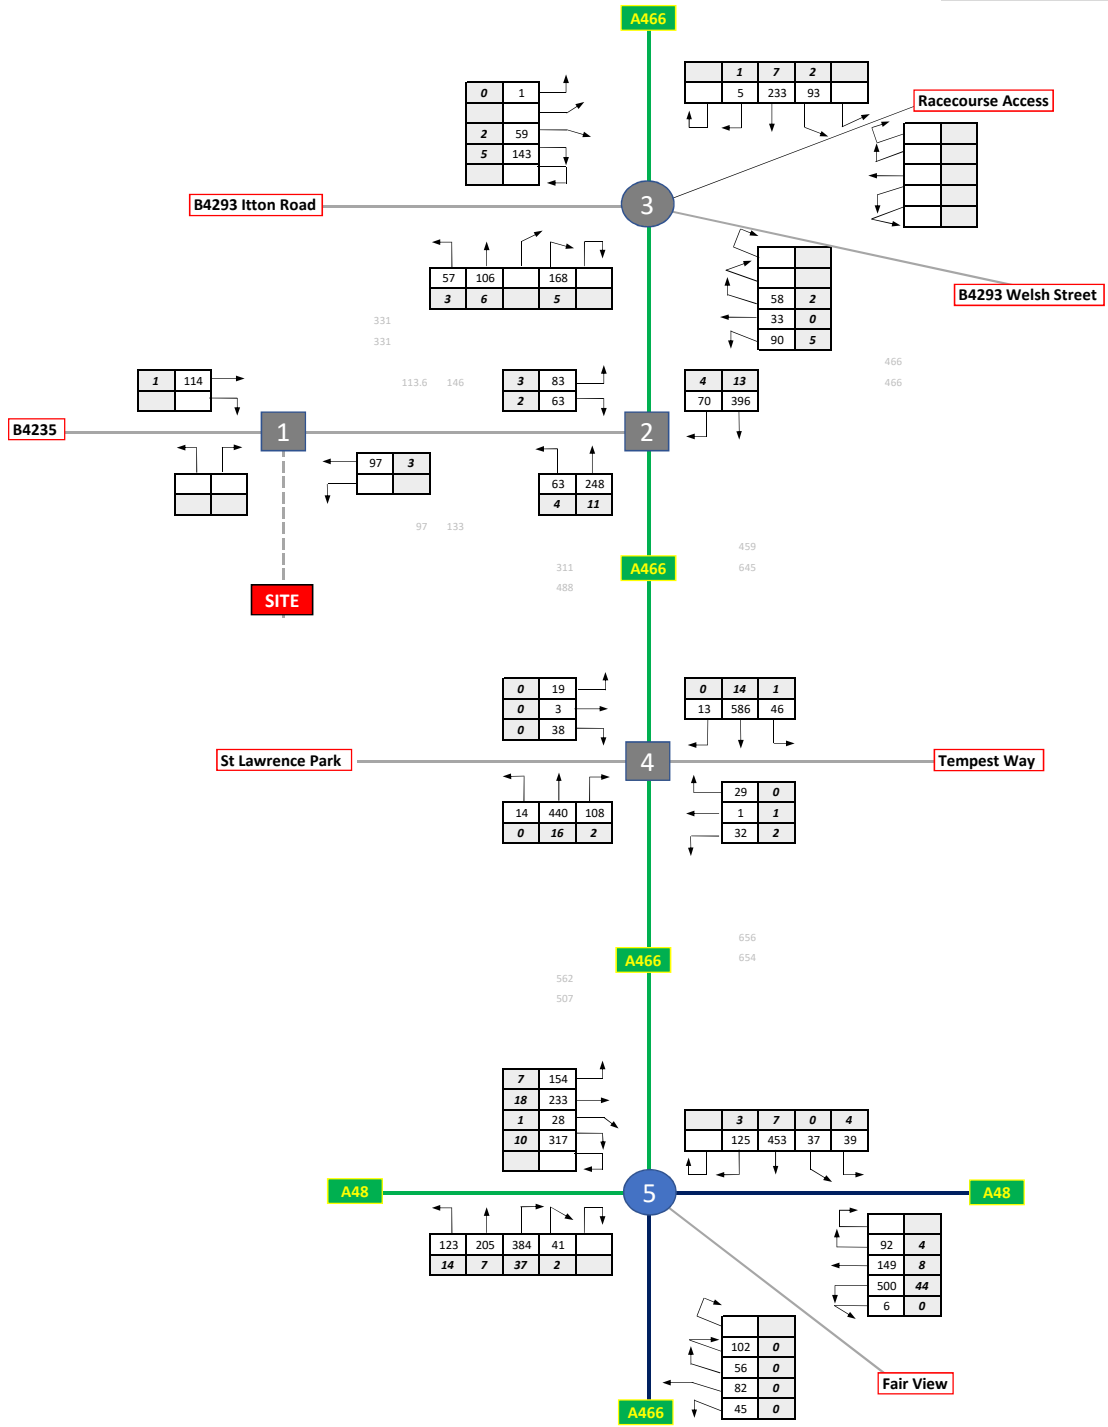 A466
1 7 2
5 233 93
0 1
2 59
5 143
Racecourse Access
B4293 Itton Road
3
57 106 168
3 6 5
58 2
33 0
90 5
B4293 Welsh Street
331
331
466
466
1 114
113.6 146
3 83
2 63
4 13
70 396
B4235
1
2
97 3
63 248
4 11
97 133
459
645
311
488
A466
SITE
0 19
0 3
0 38
0 14 1
13 586 46
St Lawrence Park
4
Tempest Way
14 440 108
0 16 2
29 0
1 1
32 2
656
654
A466
562
507
7 154
18 233
1 28
10 317
3 7 0 4
125 453 37 39
A48
5
A48
123 205 384 41
14 7 37 2
92 4
149 8
500 44
6 0
102 0
56 0
82 0
45 0
Fair View
A466